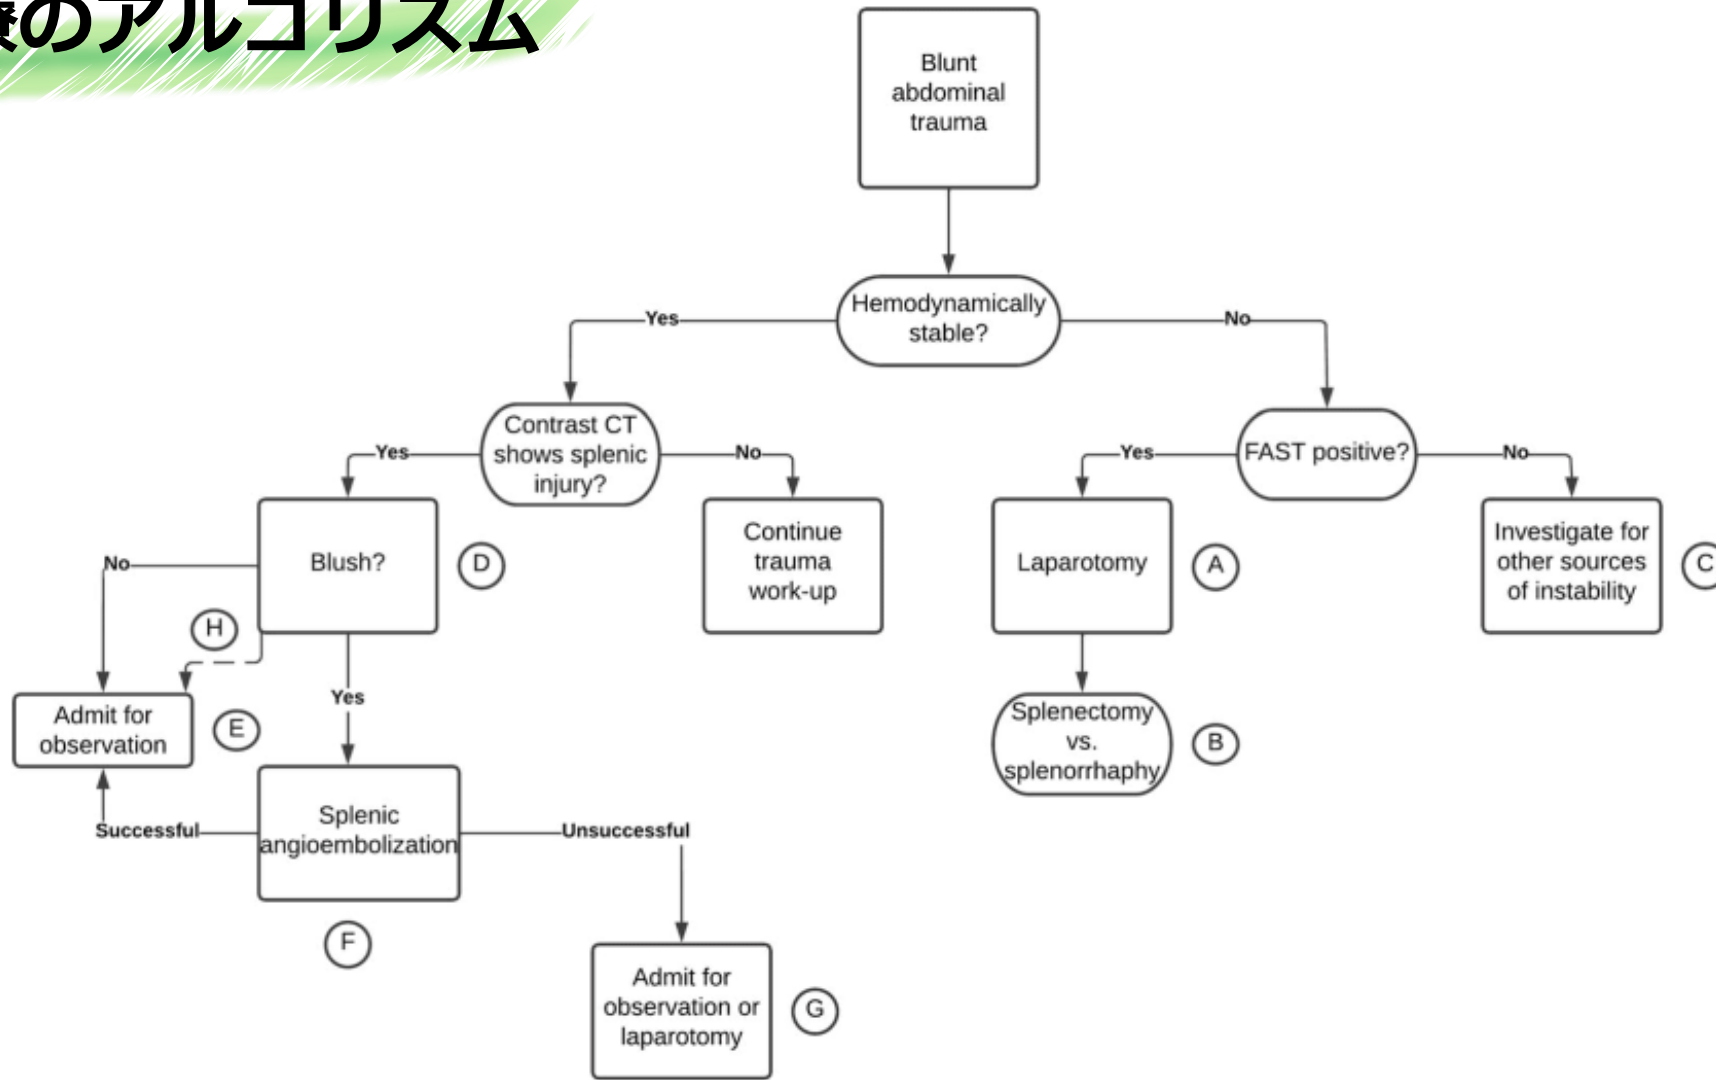 療のアルゴリズム
Blunt
abdominal
trauma
Hemodynamically
stable?
Yes
No
Contrast CT
shows splenic
injury?
FAST positive?
Yes
No
Yes
No
Blush?
D
Continue
trauma
work-up
Laparotomy
A
Investigate for
other sources
of instability
C
No
H
Yes
Admit for
observation
E
Splenectomy
vs.
splenorrhaphy
B
Splenic
angioembolization
Successful
Unsuccessful
F
Admit for
observation or
laparotomy
G